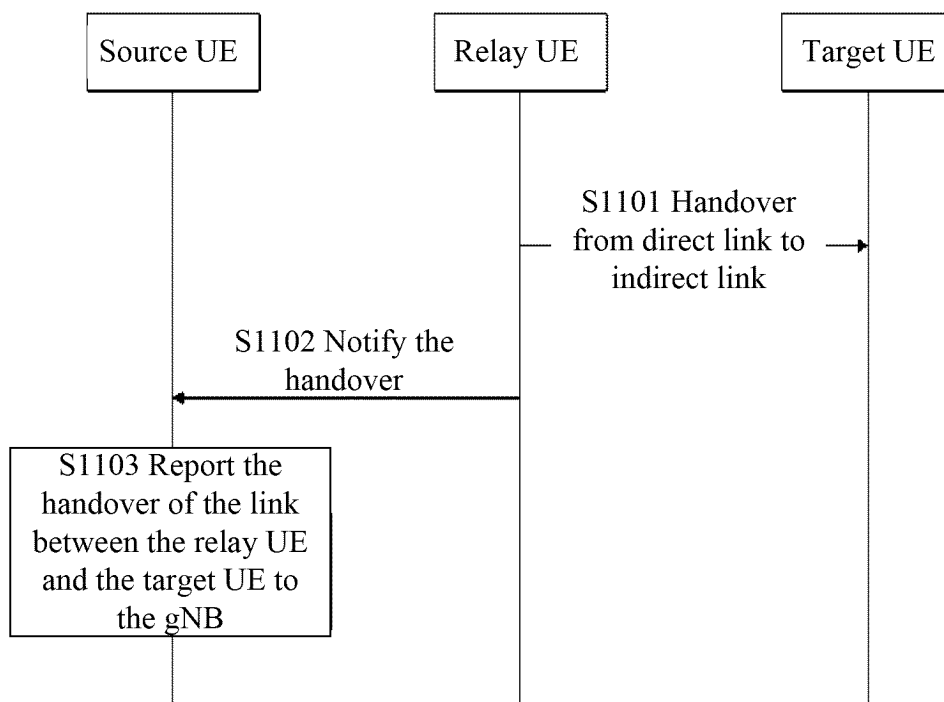 Source UE
Relay UE
Target UE
S1101 Handover
from direct link to
indirect link
S1102 Notify the
handover
S1103 Report the
handover of the link
between the relay UE
and the target UE to
the gNB